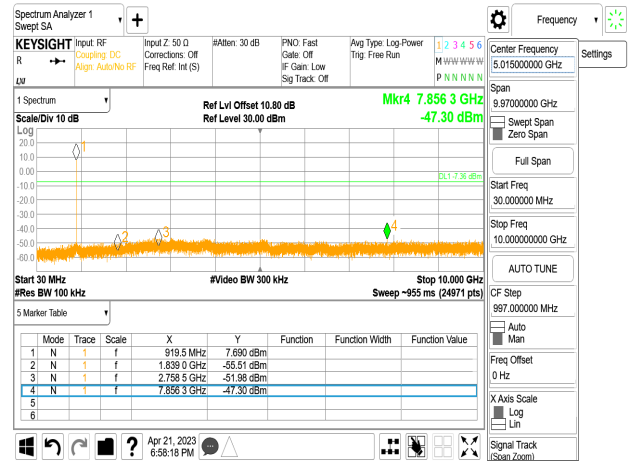 Spectrum Analyzer 1
Swept SA
Frequency
KEYSIGHT
R
Input: RF
Coupling: DC
Align: Auto/No RF
Input Z: 50 Ω
Corrections: Off
Freq Ref: Int (S)
#Atten: 30 dB
PNO: Fast
Gate: Off
IF Gain: Low
Sig Track: Off
Avg Type: Log-Power
Trig: Free Run
1 2 3 4 5 6
M W W W W W
P N N N N N
Center Frequency
5.015000000 GHz
Settings
1 Spectrum
Scale/Div 10 dB
Ref Lvl Offset 10.80 dB
Ref Level 30.00 dBm
Mkr4 7.856 3 GHz
-47.30 dBm
Span
9.97000000 GHz
Swept Span
Zero Span
Full Span
Start Freq
30.000000 MHz
Stop Freq
10.000000000 GHz
AUTO TUNE
CF Step
997.000000 MHz
Auto
Man
Freq Offset
0 Hz
X Axis Scale
Log
Lin
Signal Track
(Span Zoom)
Log
20.0
10.0
0.00
-10.0
-20.0
-30.0
-40.0
-50.0
-60.0
1
2
3
4
DL1 -7.36 dBm
Start 30 MHz
#Video BW 300 kHz
Stop 10.000 GHz
#Res BW 100 kHz
Sweep ~955 ms (24971 pts)
5 Marker Table
Mode Trace Scale X Y Function Function Width Function Value
1 N 1 f 919.5 MHz 7.690 dBm
2 N 1 f 1.839 0 GHz -55.51 dBm
3 N 1 f 2.758 5 GHz -51.98 dBm
4 N 1 f 7.856 3 GHz -47.30 dBm
5
6
?
Apr 21, 2023
6:58:18 PM